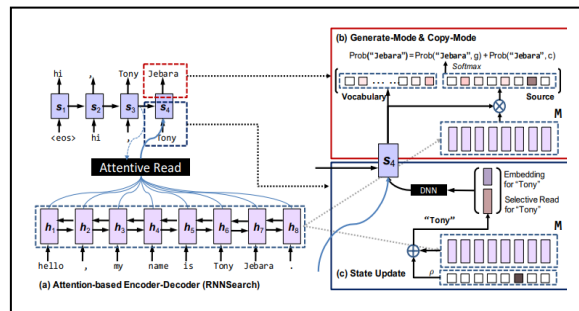 (b) Generate-Mode & Copy-Mode
Prob("Jebara") = Prob("Jebara", g) + Prob("Jebara", c)
Softmax
hi , Tony Jebara
... ...
Vocabulary Source
M
s1 s2 s3 s4
<eos> hi , Tony
Attentive Read
s4
DNN
Embedding
for "Tony"
Selective Read
for "Tony"
"Tony"
M
h1 h2 h3 h4 h5 h6 h7 h8
hello , my name is Tony Jebara .
(a) Attention-based Encoder-Decoder (RNNSearch)
(c) State Update
ρ